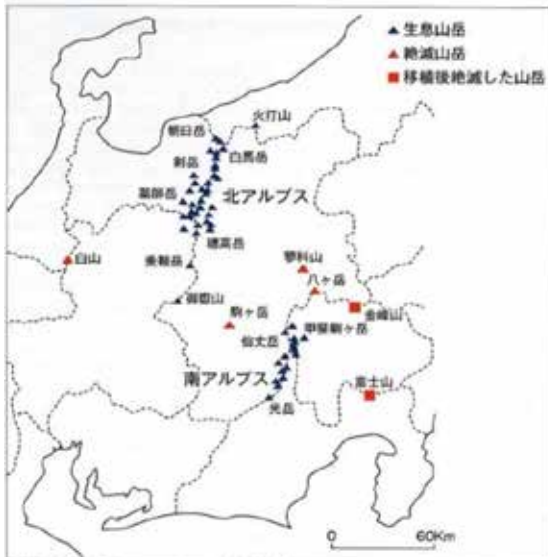 ▲ 生息山岳
▲ 絶滅山岳
■ 移植後絶滅した山岳
朝日岳
火打山
白馬岳
剣岳
薬師岳
北アルプス
穂高岳
白山
乗鞍岳
蓼科山
八ヶ岳
御嶽山
駒ヶ岳
金峰山
仙丈岳
甲斐駒ヶ岳
南アルプス
富士山
光岳
0 60Km